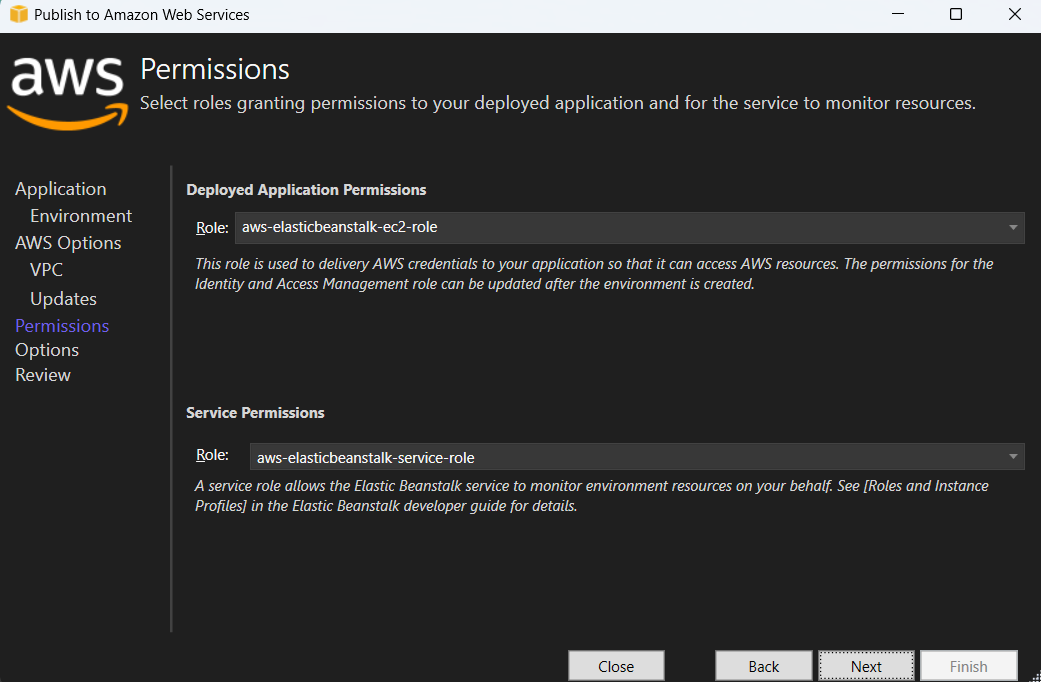 Publish to Amazon Web Services
aws
Permissions
Select roles granting permissions to your deployed application and for the service to monitor resources.
Application
Environment
AWS Options
VPC
Updates
Permissions
Options
Review
Deployed Application Permissions
Role: aws-elasticbeanstalk-ec2-role
This role is used to delivery AWS credentials to your application so that it can access AWS resources. The permissions for the
Identity and Access Management role can be updated after the environment is created.
Service Permissions
Role: aws-elasticbeanstalk-service-role
A service role allows the Elastic Beanstalk service to monitor environment resources on your behalf. See [Roles and Instance
Profiles] in the Elastic Beanstalk developer guide for details.
Close Back Next Finish